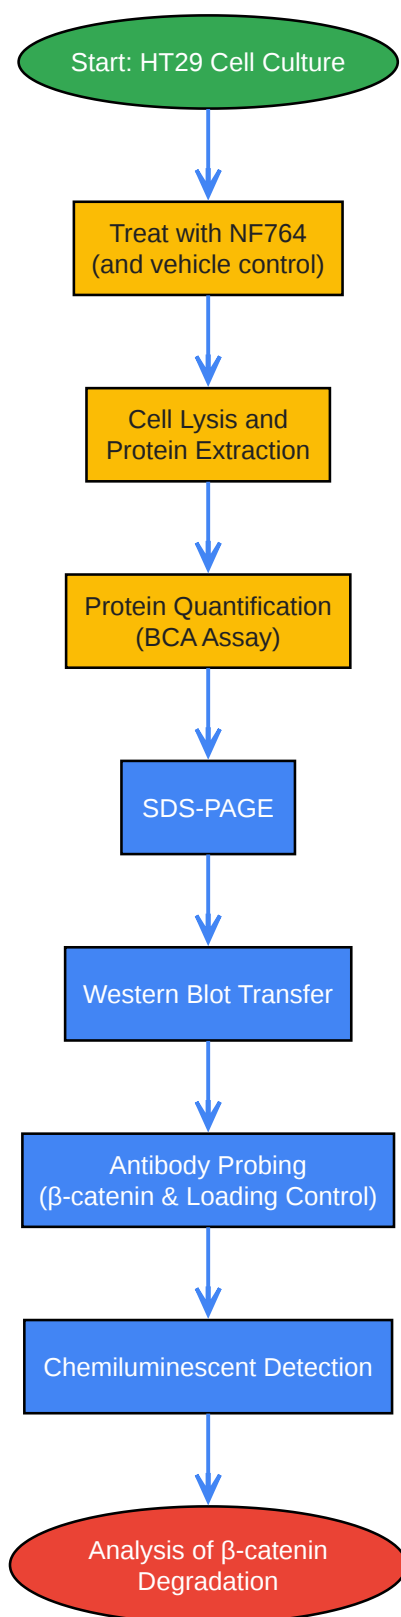 Start: HT29 Cell Culture
Treat with NF764
(and vehicle control)
Cell Lysis and
Protein Extraction
Protein Quantification
(BCA Assay)
SDS-PAGE
Western Blot Transfer
Antibody Probing
(β-catenin & Loading Control)
Chemiluminescent Detection
Analysis of β-catenin
Degradation